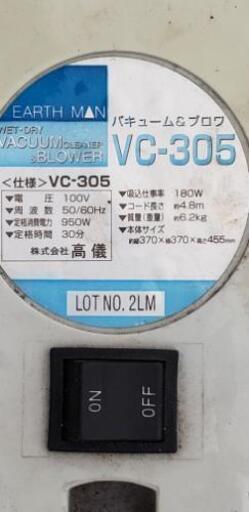 EARTH MAN
WET-DRY
VACUUM CLEANER
&BLOWER
バキューム&ブロワ
VC-305
<仕様>VC-305
●電圧 100V
●周波数 50/60Hz
●定格消費電力 950W
●定格時間 30分
株式会社 高儀
●吸込仕事率 180W
●コード長さ 約4.8m
●質量(重量) 約6.2kg
●本体サイズ
約幅370×幅370×高さ455mm
LOT NO. 2LM
ON OFF